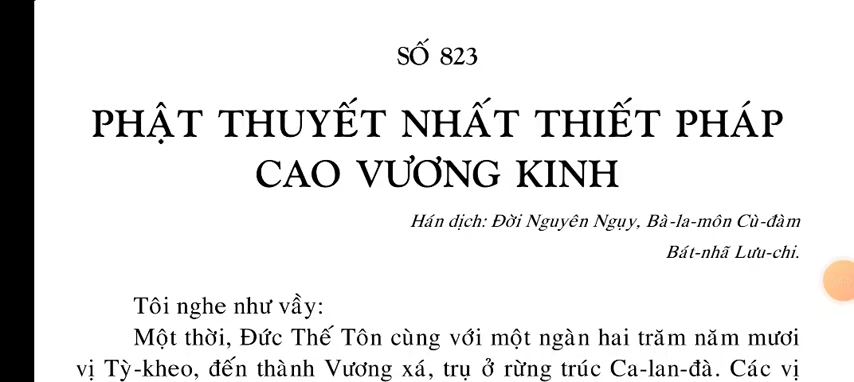 SỐ 823
PHẬT THUYẾT NHẤT THIẾT PHÁP
CAO VƯƠNG KINH
Hán dịch: Đời Nguyên Ngụy, Bà-la-môn Cù-đàm
Bát-nhã Lưu-chi.
Tôi nghe như vầy:
Một thời, Đức Thế Tôn cùng với một ngàn hai trăm năm mươi
vị Tỳ-kheo, đến thành Vương xá, trụ ở rừng trúc Ca-lan-đà. Các vị